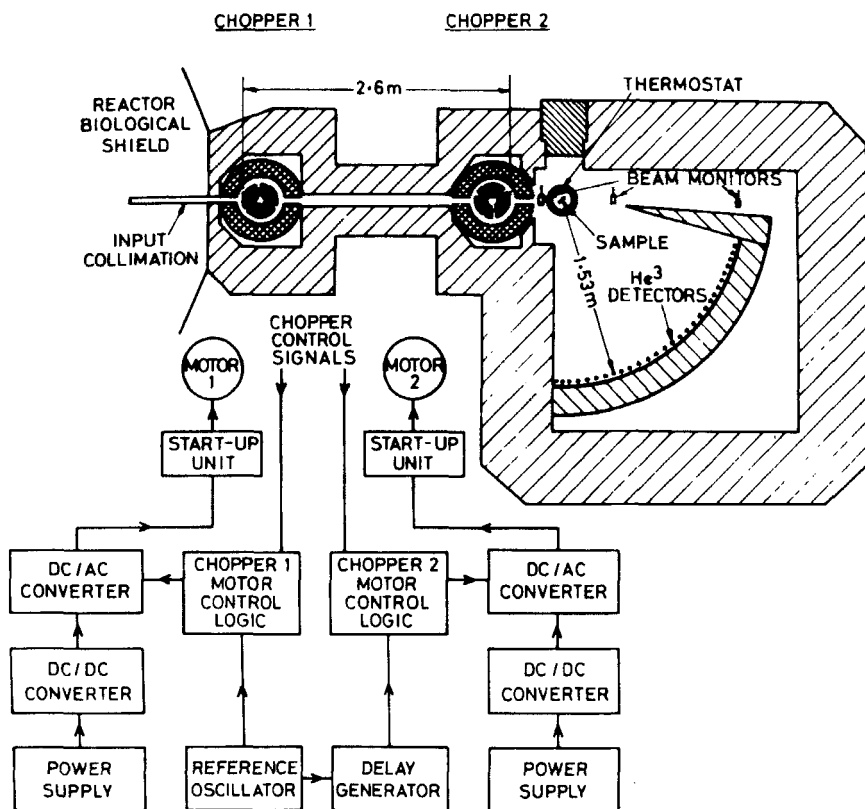 CHOPPER 1
CHOPPER 2
2·6m
THERMOSTAT
REACTOR
BIOLOGICAL
SHIELD
BEAM MONITORS
INPUT
COLLIMATION
SAMPLE
1·53m
He³
DETECTORS
CHOPPER
CONTROL
SIGNALS
MOTOR
1
MOTOR
2
START-UP
UNIT
START-UP
UNIT
DC/AC
CONVERTER
CHOPPER 1
MOTOR
CONTROL
LOGIC
CHOPPER 2
MOTOR
CONTROL
LOGIC
DC/AC
CONVERTER
DC/DC
CONVERTER
DC/DC
CONVERTER
POWER
SUPPLY
REFERENCE
OSCILLATOR
DELAY
GENERATOR
POWER
SUPPLY